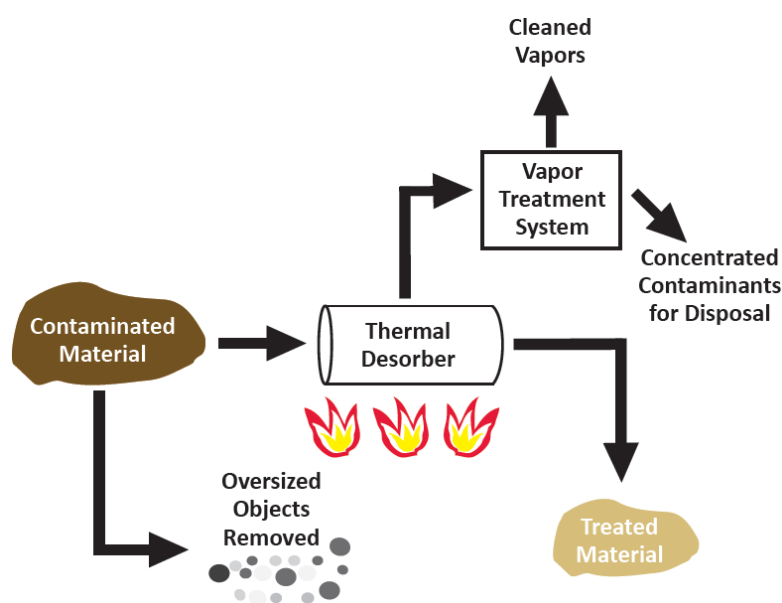 Cleaned
Vapors
Vapor
Treatment
System
Concentrated
Contaminants
for Disposal
Contaminated
Material
Thermal
Desorber
Oversized
Objects
Removed
Treated
Material